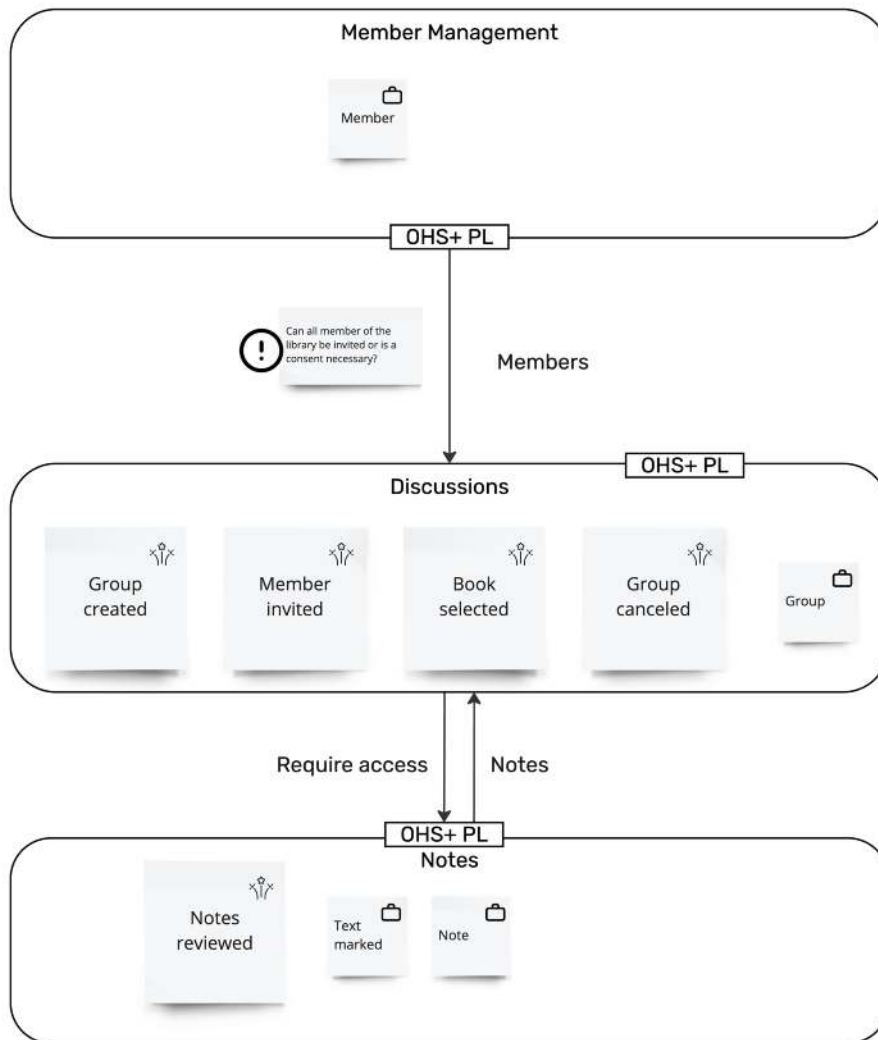 Member Management
Member
OHS+ PL
Can all member of the
library be invited or is a
consent necessary?
Members
OHS+ PL
Discussions
Group
created
Member
invited
Book
selected
Group
canceled
Group
Require access
Notes
OHS+ PL
Notes
Notes
reviewed
Text
marked
Note